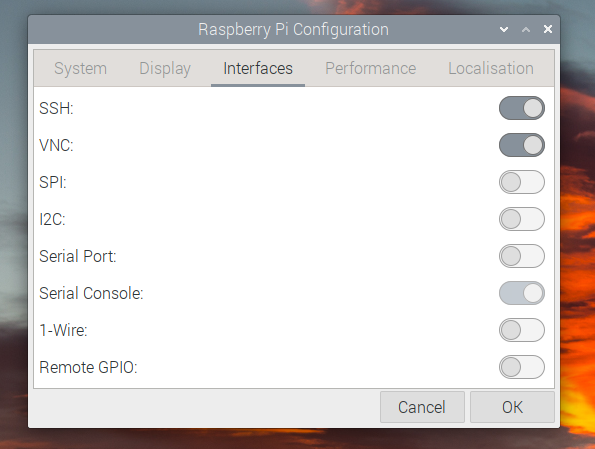 Raspberry Pi Configuration
System Display Interfaces Performance Localisation
SSH:
VNC:
SPI:
I2C:
Serial Port:
Serial Console:
1-Wire:
Remote GPIO:
Cancel OK